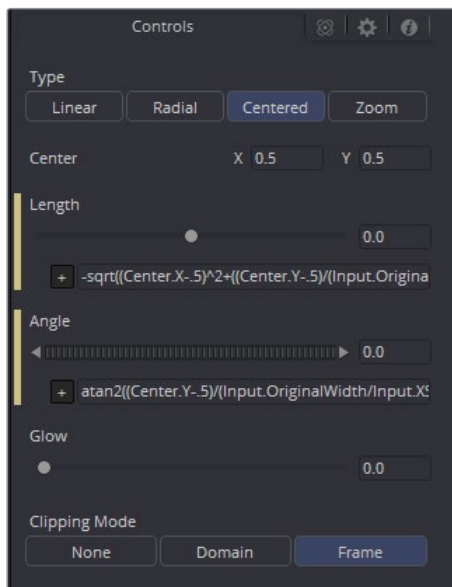 Controls
Type
Linear Radial Centered Zoom
Center X 0.5 Y 0.5
Length
0.0
+ -sqrt((Center.X-.5)^2+((Center.Y-.5)/(Input.Origina
Angle
0.0
+ atan2((Center.Y-.5)/(Input.OriginalWidth/Input.XS
Glow
0.0
Clipping Mode
None Domain Frame